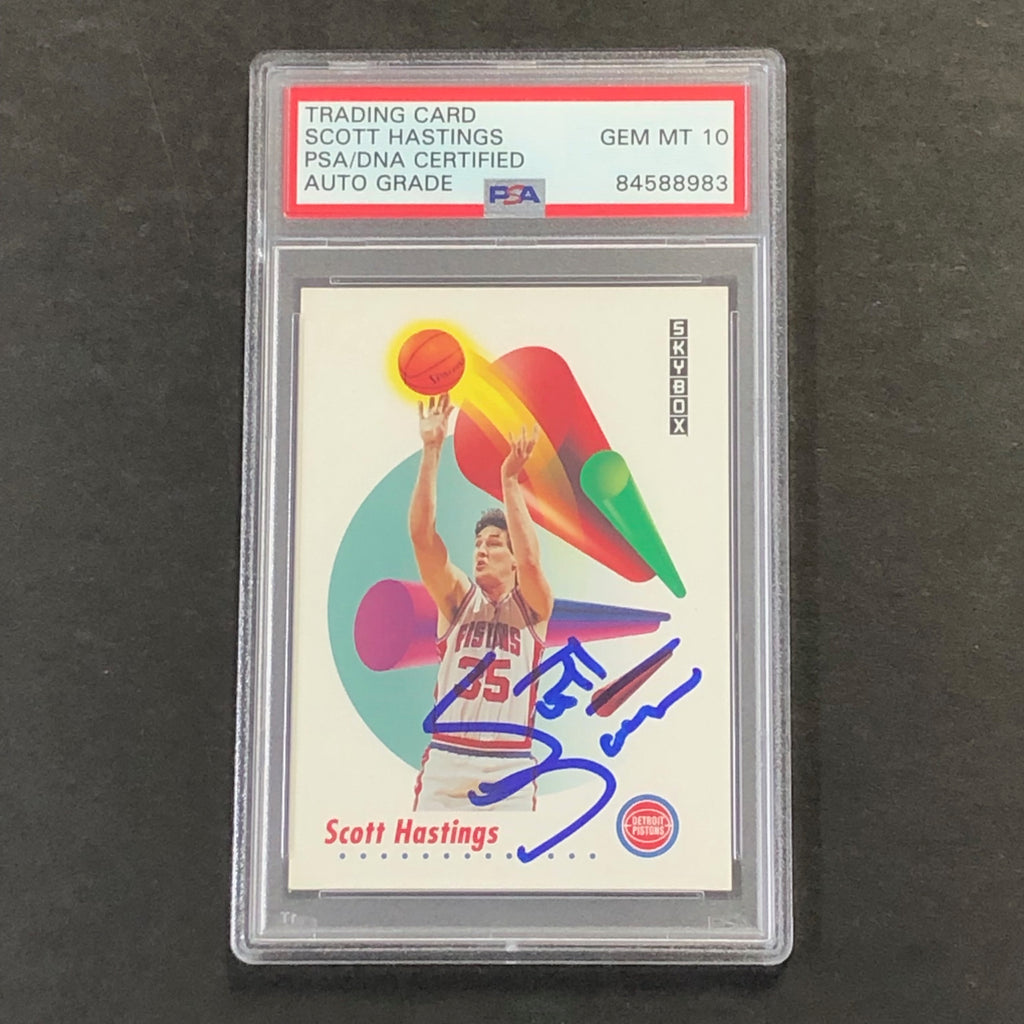 TRADING CARD
SCOTT HASTINGS GEM MT 10
PSA/DNA CERTIFIED
AUTO GRADE 84588983
PSA
SKYBOX
Spalding
PISTONS
35
Scott Hastings
DETROIT
PISTONS